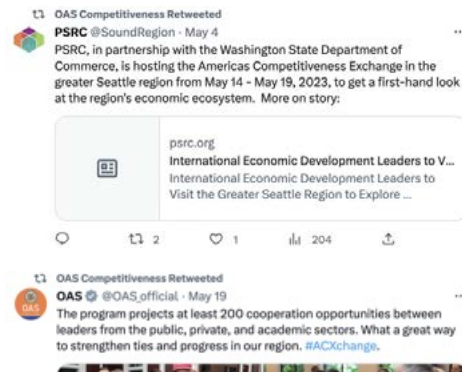 OAS Competitiveness Retweeted
PSRC @SoundRegion · May 4
PSRC, in partnership with the Washington State Department of
Commerce, is hosting the Americas Competitiveness Exchange in the
greater Seattle region from May 14 - May 19, 2023, to get a first-hand look
at the region's economic ecosystem. More on story:
psrc.org
International Economic Development Leaders to V...
International Economic Development Leaders to
Visit the Greater Seattle Region to Explore ...
2 1 204
OAS Competitiveness Retweeted
OAS @OAS_official · May 19
OAS
The program projects at least 200 cooperation opportunities between
leaders from the public, private, and academic sectors. What a great way
to strengthen ties and progress in our region. #ACXchange.